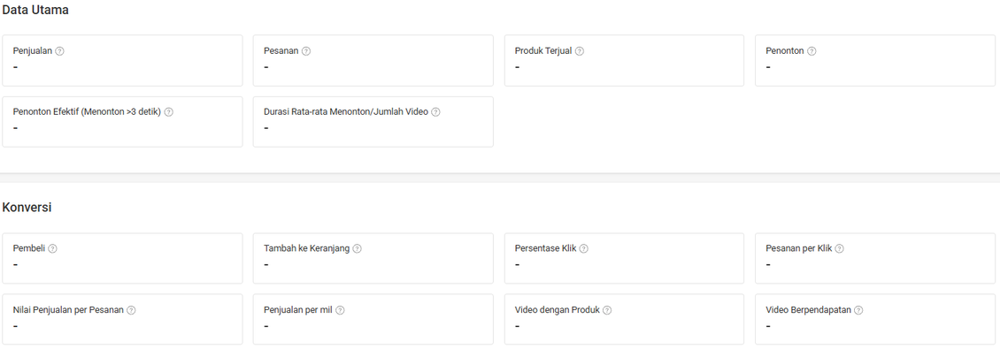 Data Utama
Penjualan
Pesanan
Produk Terjual
Penonton
-
-
-
-
Penonton Efektif (Menonton >3 detik)
Durasi Rata-rata Menonton/Jumlah Video
-
-
Konversi
Pembeli
Tambah ke Keranjang
Persentase Klik
Pesanan per Klik
-
-
-
-
Nilai Penjualan per Pesanan
Penjualan per mil
Video dengan Produk
Video Berpendapatan
-
-
-
-